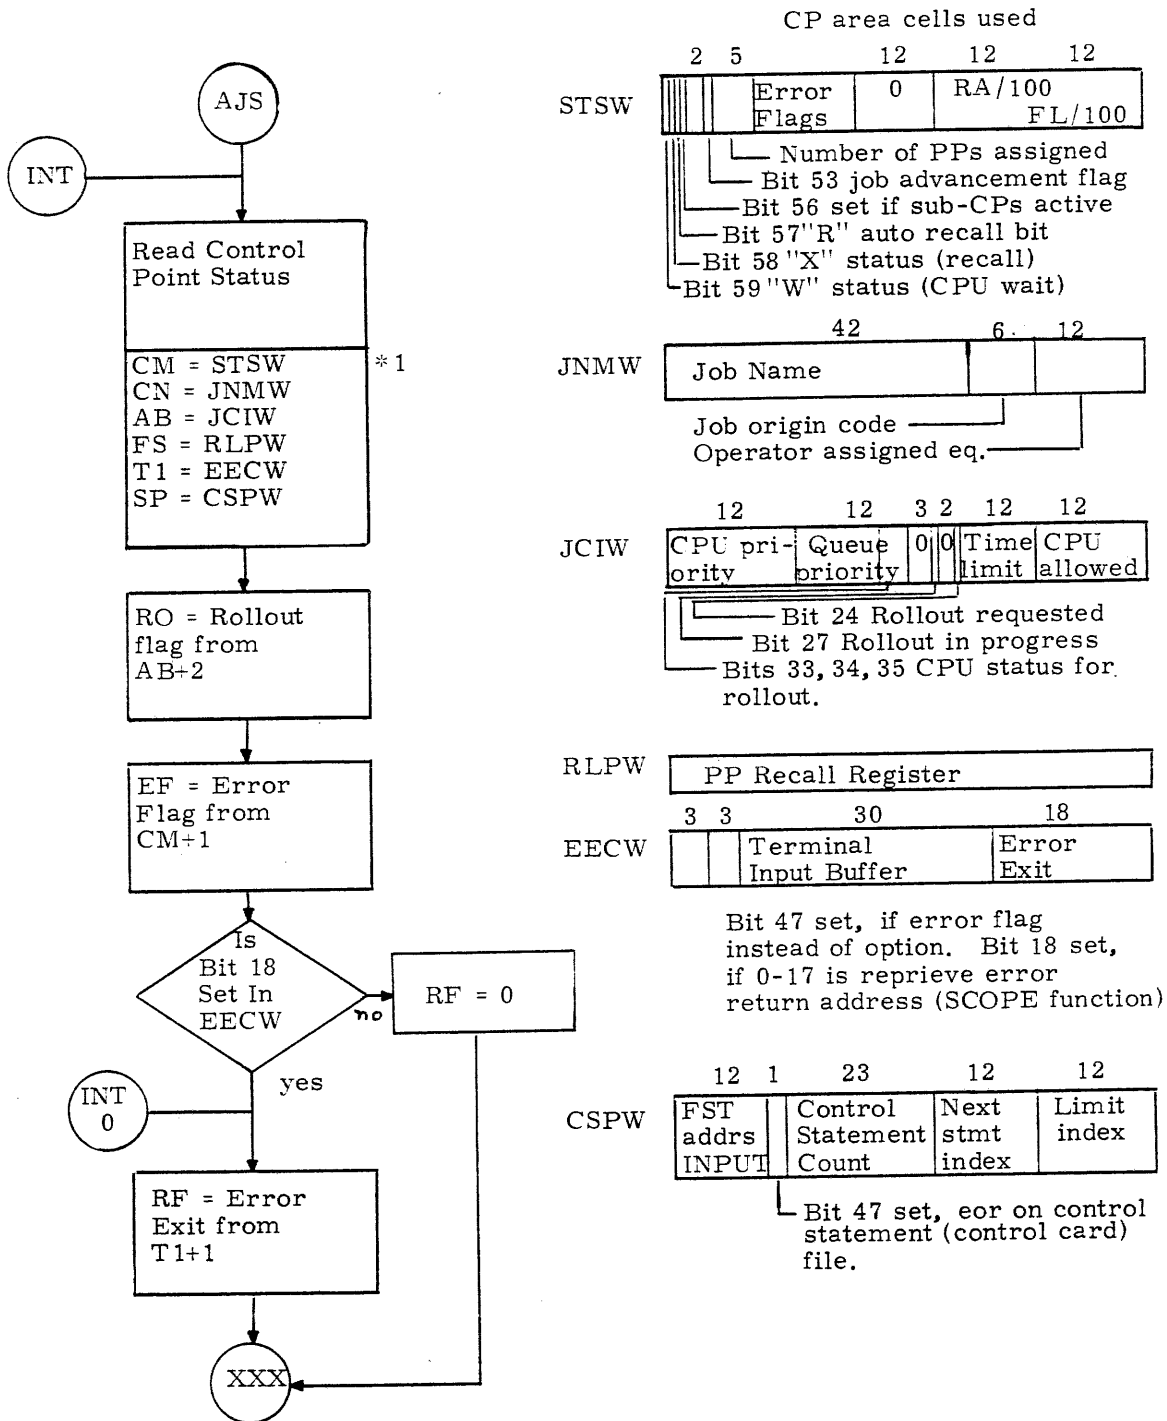 CP area cells used
AJS
INT
Read Control
Point Status
CM = STSW
CN = JNMW
AB = JCIW
FS = RLPW
T1 = EECW
SP = CSPW
*1
RO = Rollout
flag from
AB+2
EF = Error
Flag from
CM+1
Is
Bit 18
Set In
EECW
no
RF = 0
yes
INT
0
RF = Error
Exit from
T1+1
XXX
2 5 12 12 12
STSW
Error
Flags
0
RA/100
FL/100
Number of PPs assigned
Bit 53 job advancement flag
Bit 56 set if sub-CPs active
Bit 57"R" auto recall bit
Bit 58 "X" status (recall)
Bit 59 "W" status (CPU wait)
42 6. 12
JNMW
Job Name
Job origin code
Operator assigned eq.
12 12 3 2 12 12
JCIW
CPU pri-
ority
Queue
priority
0
0
Time
limit
CPU
allowed
Bit 24 Rollout requested
Bit 27 Rollout in progress
Bits 33, 34, 35 CPU status for
rollout.
RLPW
PP Recall Register
3 3 30 18
EECW
Terminal
Input Buffer
Error
Exit
Bit 47 set, if error flag
instead of option. Bit 18 set,
if 0-17 is reprieve error
return address (SCOPE function)
12 1 23 12 12
CSPW
FST
addrs
INPUT
Control
Statement
Count
Next
stmt
index
Limit
index
Bit 47 set, eor on control
statement (control card)
file.